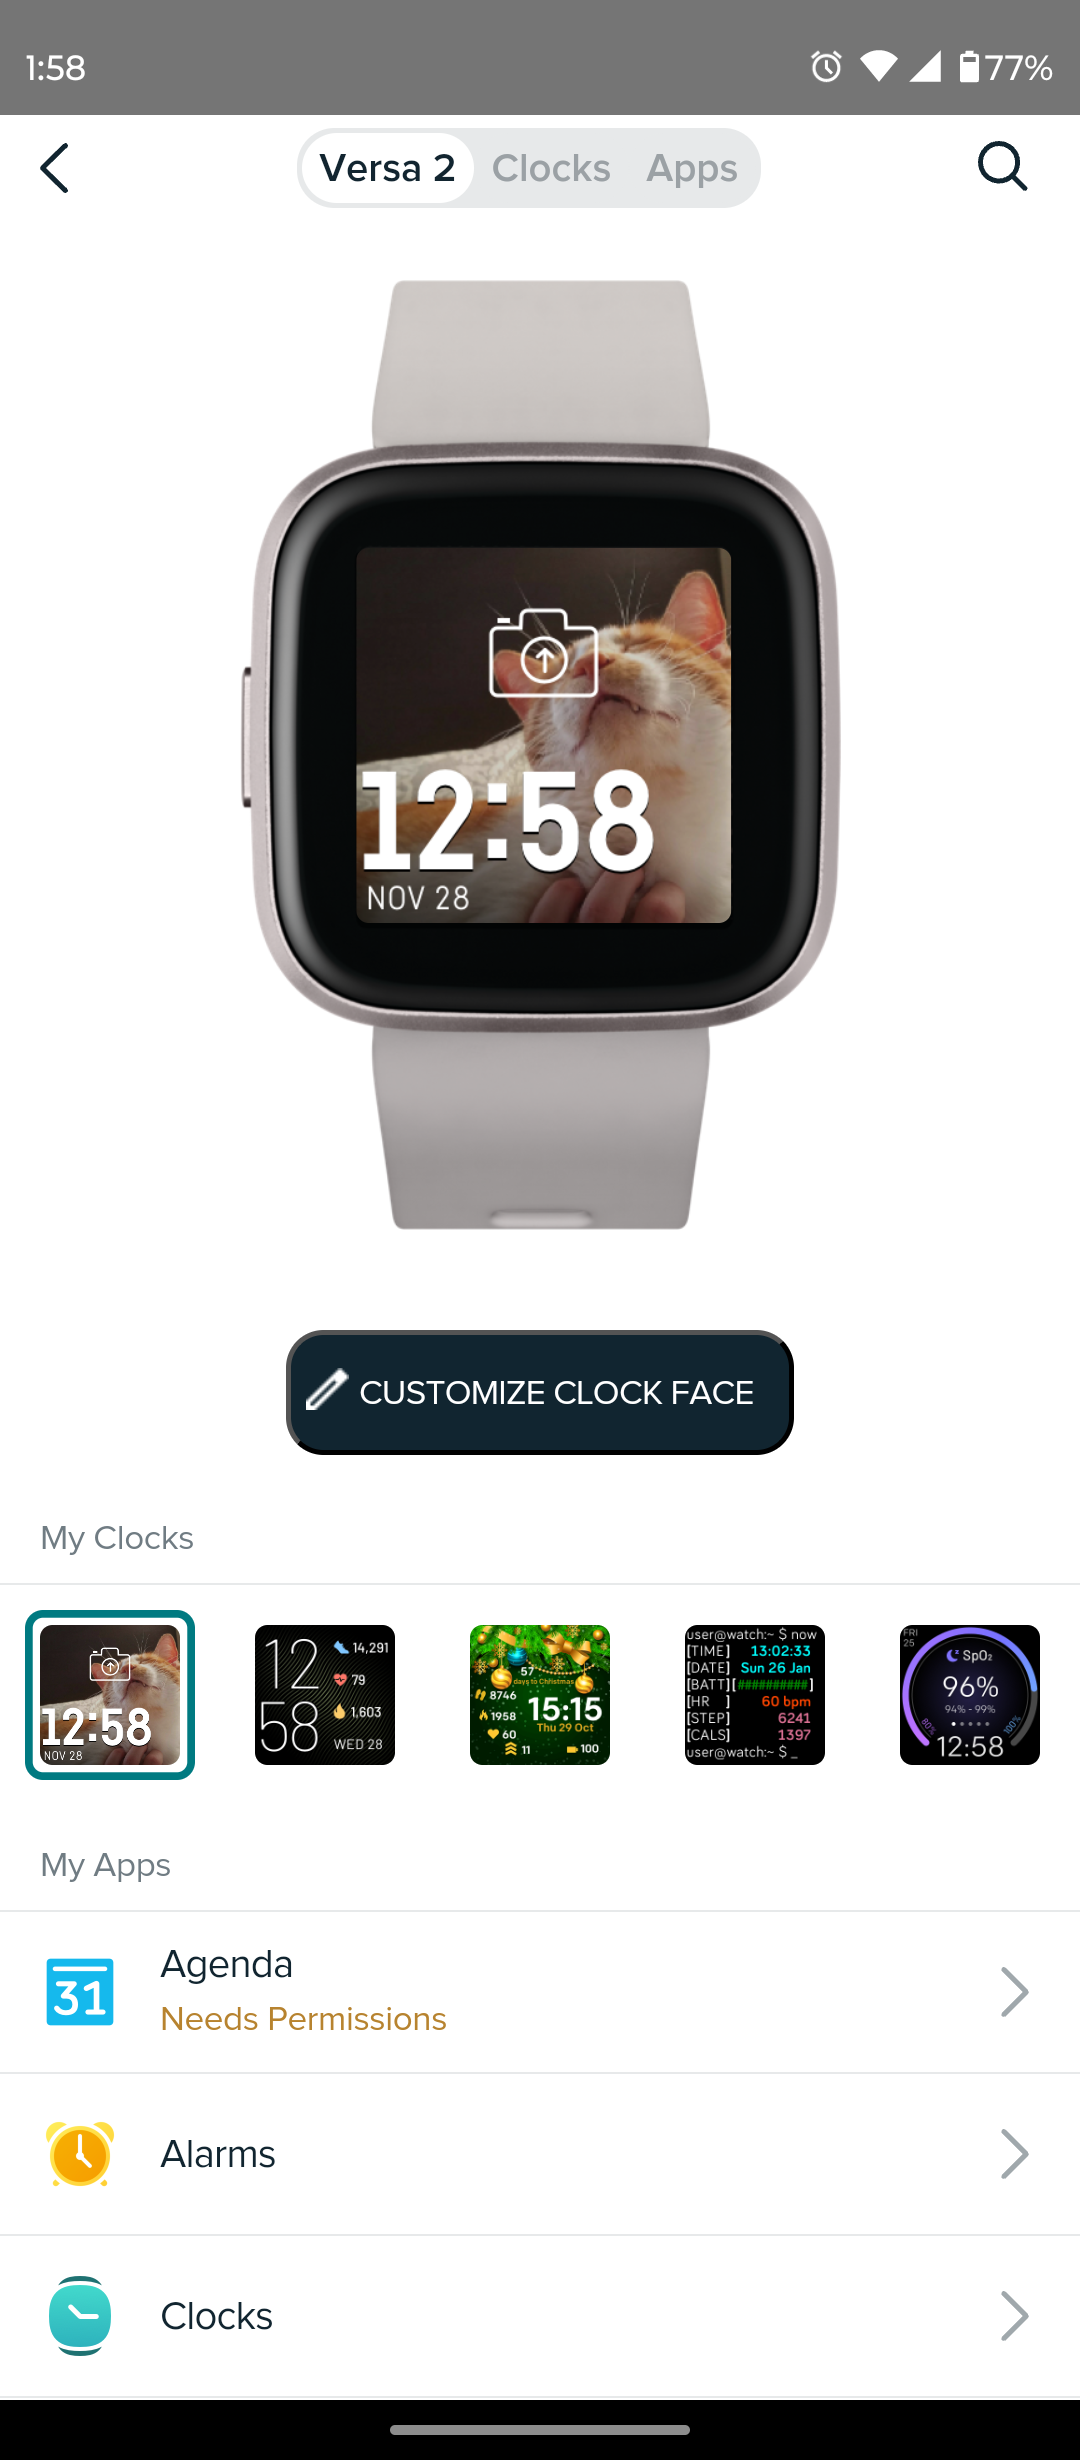 1:58
77%
Versa 2 Clocks Apps
12:58
NOV 28
CUSTOMIZE CLOCK FACE
My Clocks
12:58
NOV 28
12
58
14,291
79
1,603
WED 28
57
days to Christmas
8746
1958
60
11
15:15
Thu 29 Oct
100
user@watch:~ $ now
[TIME] 13:02:33
[DATE] Sun 26 Jan
[BATT][##########]
[HR ] 60 bpm
[STEP] 6241
[CALS] 1397
user@watch:~ $ _
FRI
25
SpO₂
96%
94% - 99%
80%
100%
12:58
My Apps
31
Agenda
Needs Permissions
Alarms
Clocks